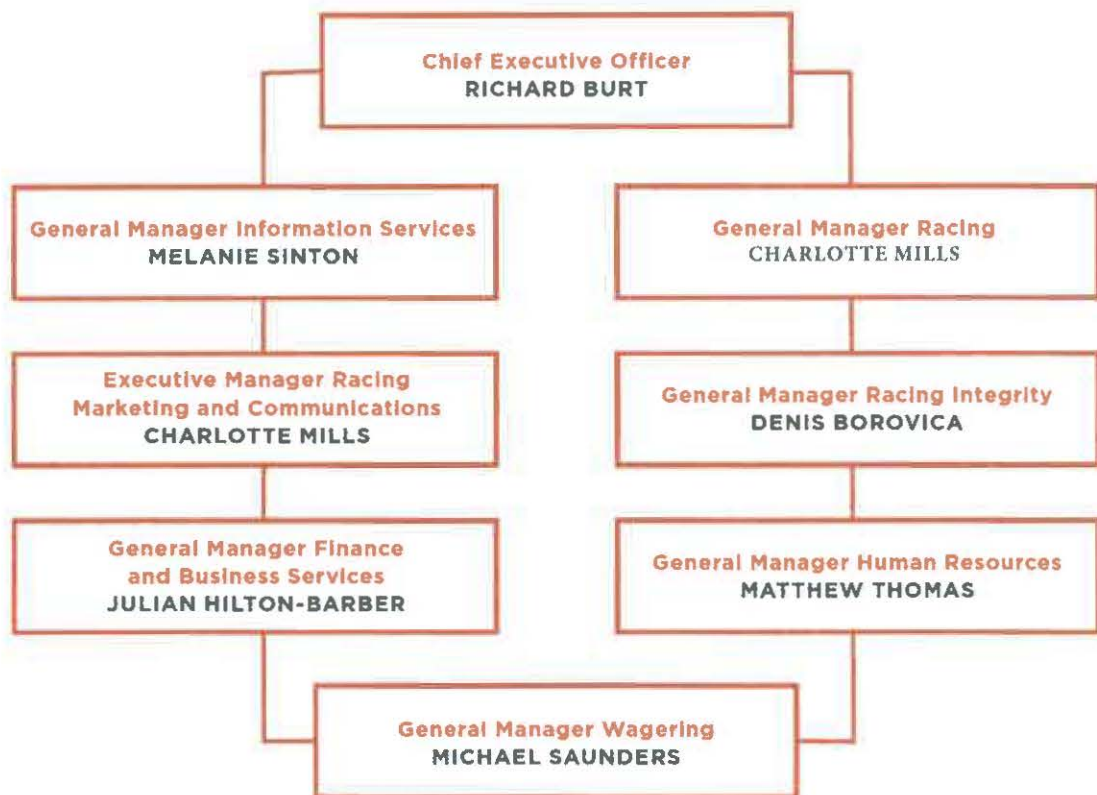 Chief Executive Officer
RICHARD BURT
General Manager Information Services
MELANIE SINTON
General Manager Racing
CHARLOTTE MILLS
Executive Manager Racing
Marketing and Communications
CHARLOTTE MILLS
General Manager Racing Integrity
DENIS BOROVICA
General Manager Finance
and Business Services
JULIAN HILTON-BARBER
General Manager Human Resources
MATTHEW THOMAS
General Manager Wagering
MICHAEL SAUNDERS